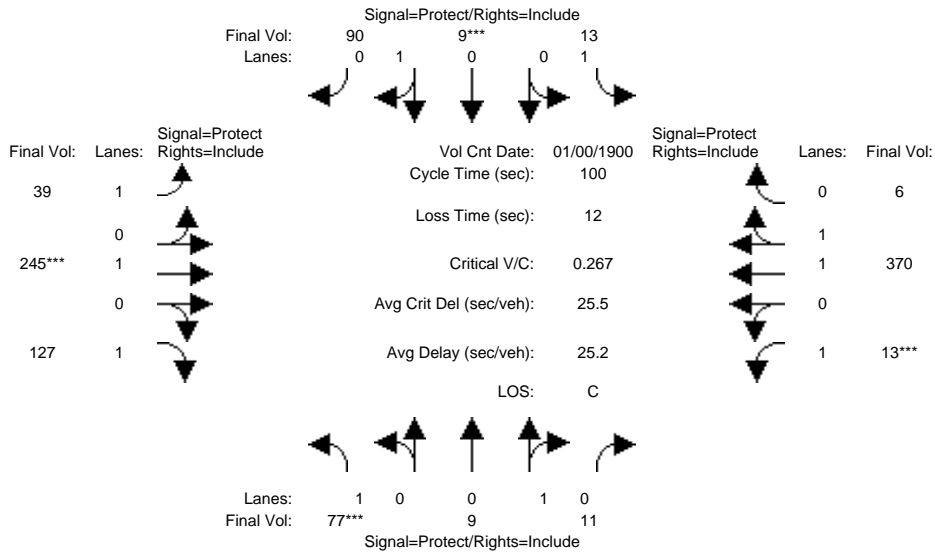 Signal=Protect/Rights=Include
Final Vol: 90 9*** 13
Lanes: 0 1 0 0 1
Signal=Protect
Final Vol: Lanes: Rights=Include
Vol Cnt Date: 01/00/1900
Signal=Protect
Rights=Include Lanes: Final Vol:
Cycle Time (sec): 100
39 1
0 6
Loss Time (sec): 12
0
1
245*** 1
Critical V/C: 0.267
1 370
0
Avg Crit Del (sec/veh): 25.5
0
127 1
Avg Delay (sec/veh): 25.2
1 13***
LOS: C
Lanes: 1 0 0 1 0
Final Vol: 77*** 9 11
Signal=Protect/Rights=Include